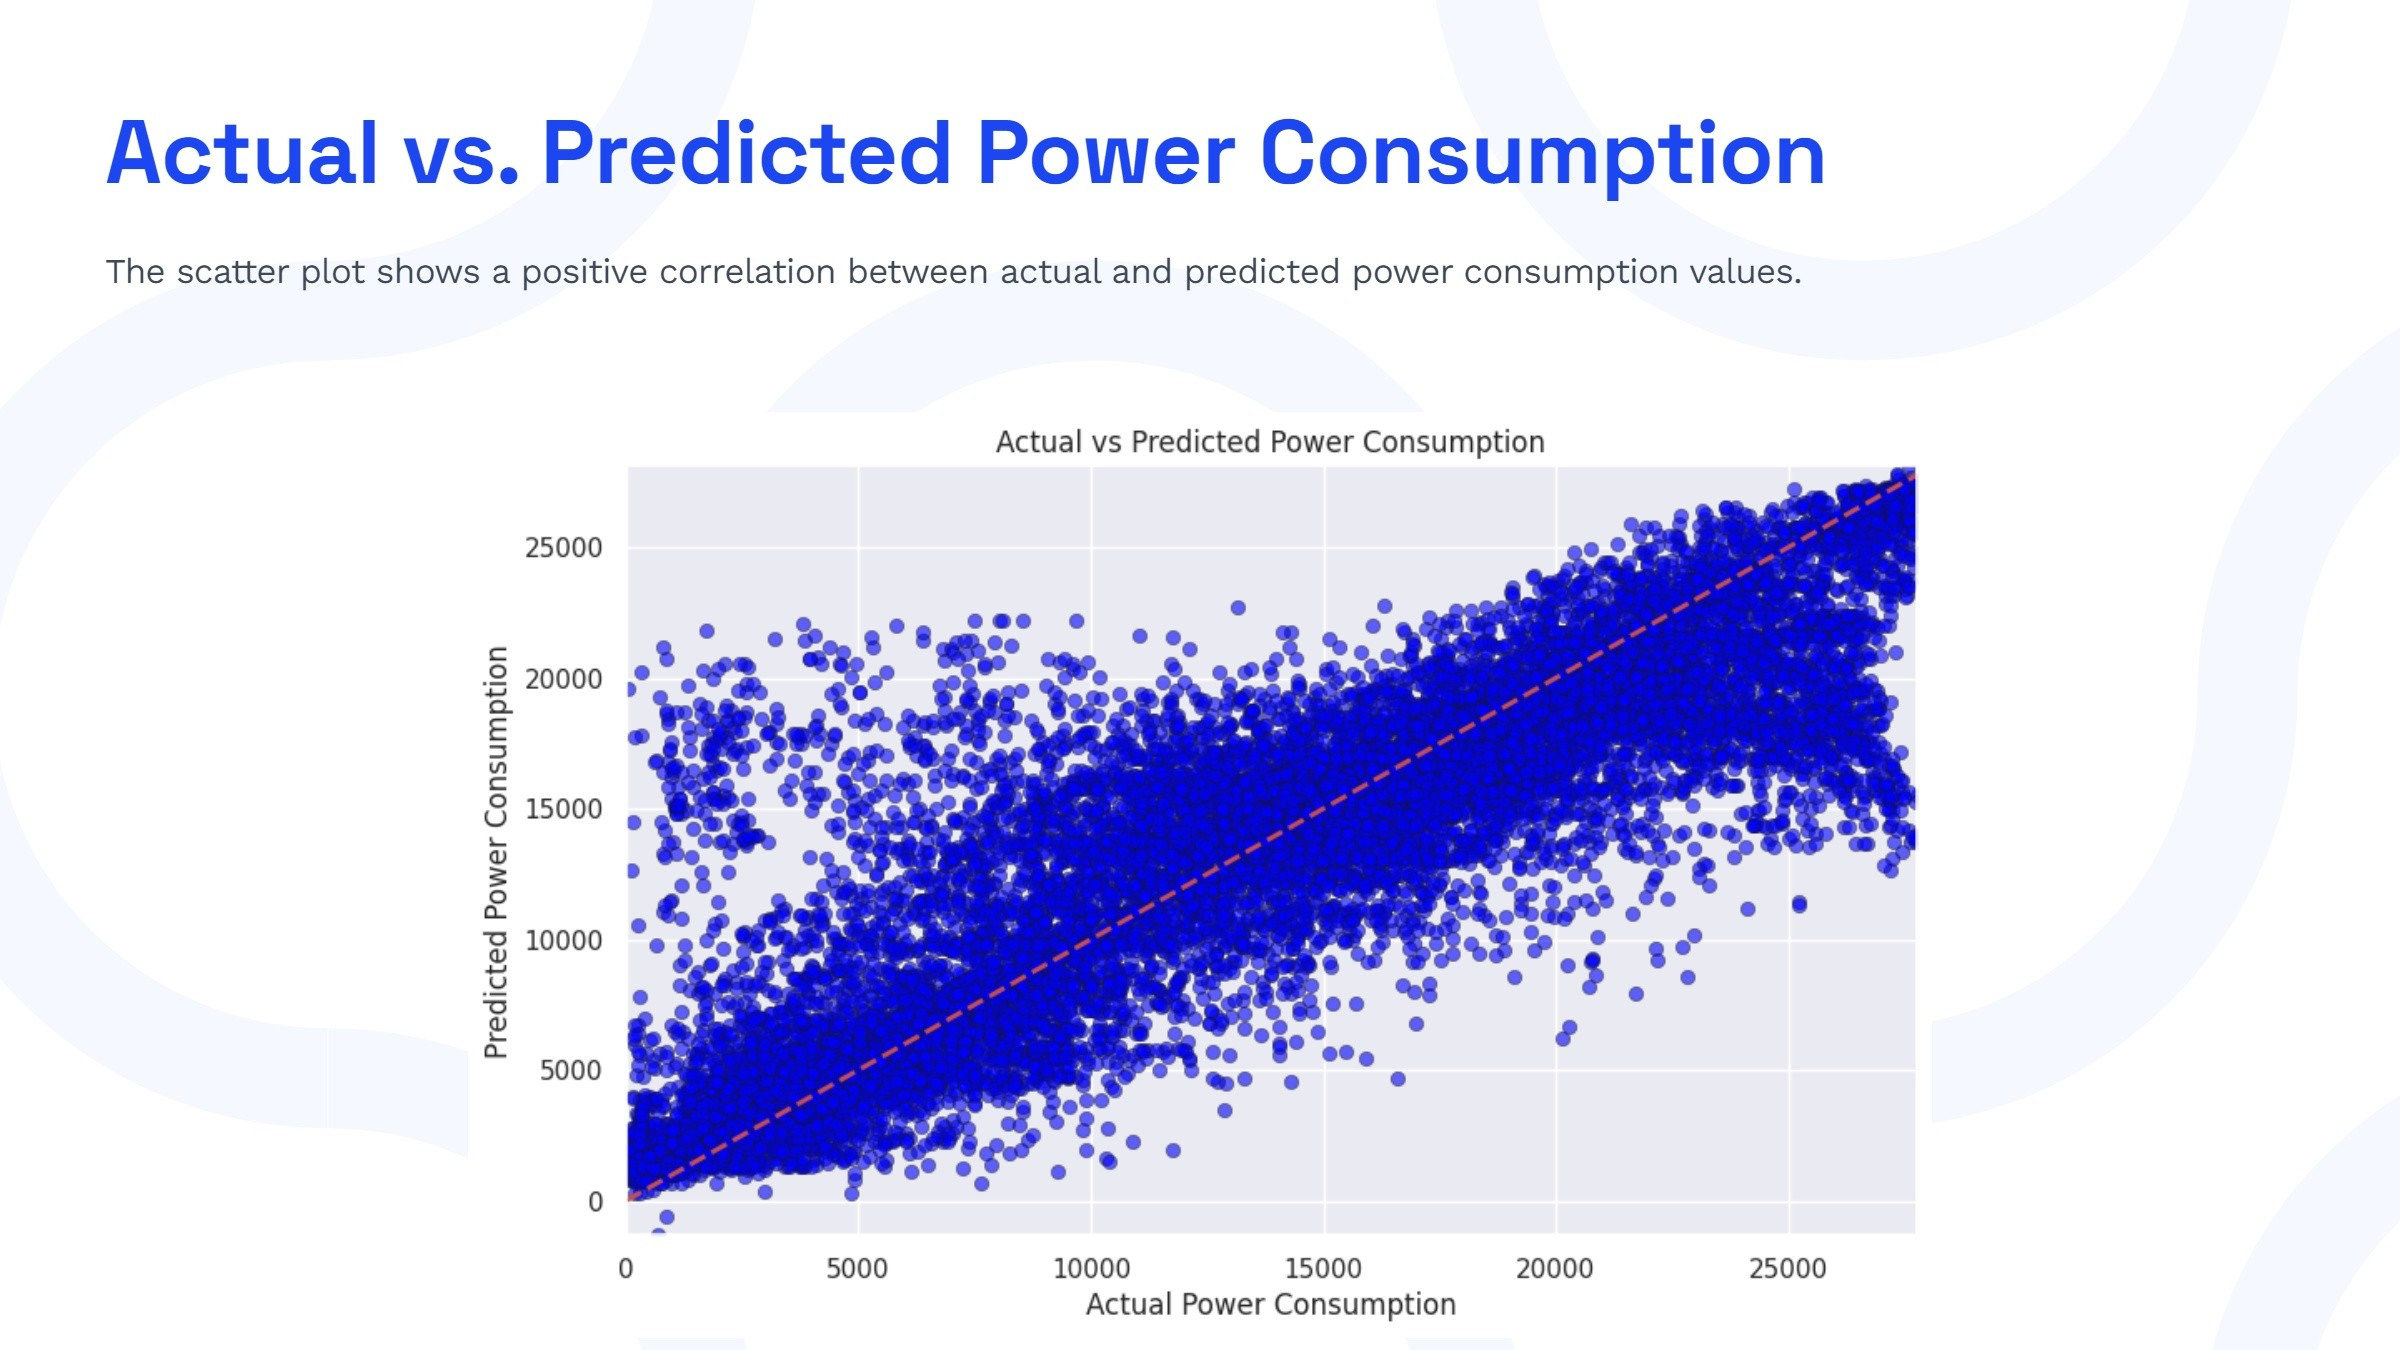 Actual vs. Predicted Power Consumption
The scatter plot shows a positive correlation between actual and predicted power consumption values.
Actual vs Predicted Power Consumption
Predicted Power Consumption
25000
20000
15000
10000
5000
0
0 5000 10000 15000 20000 25000
Actual Power Consumption